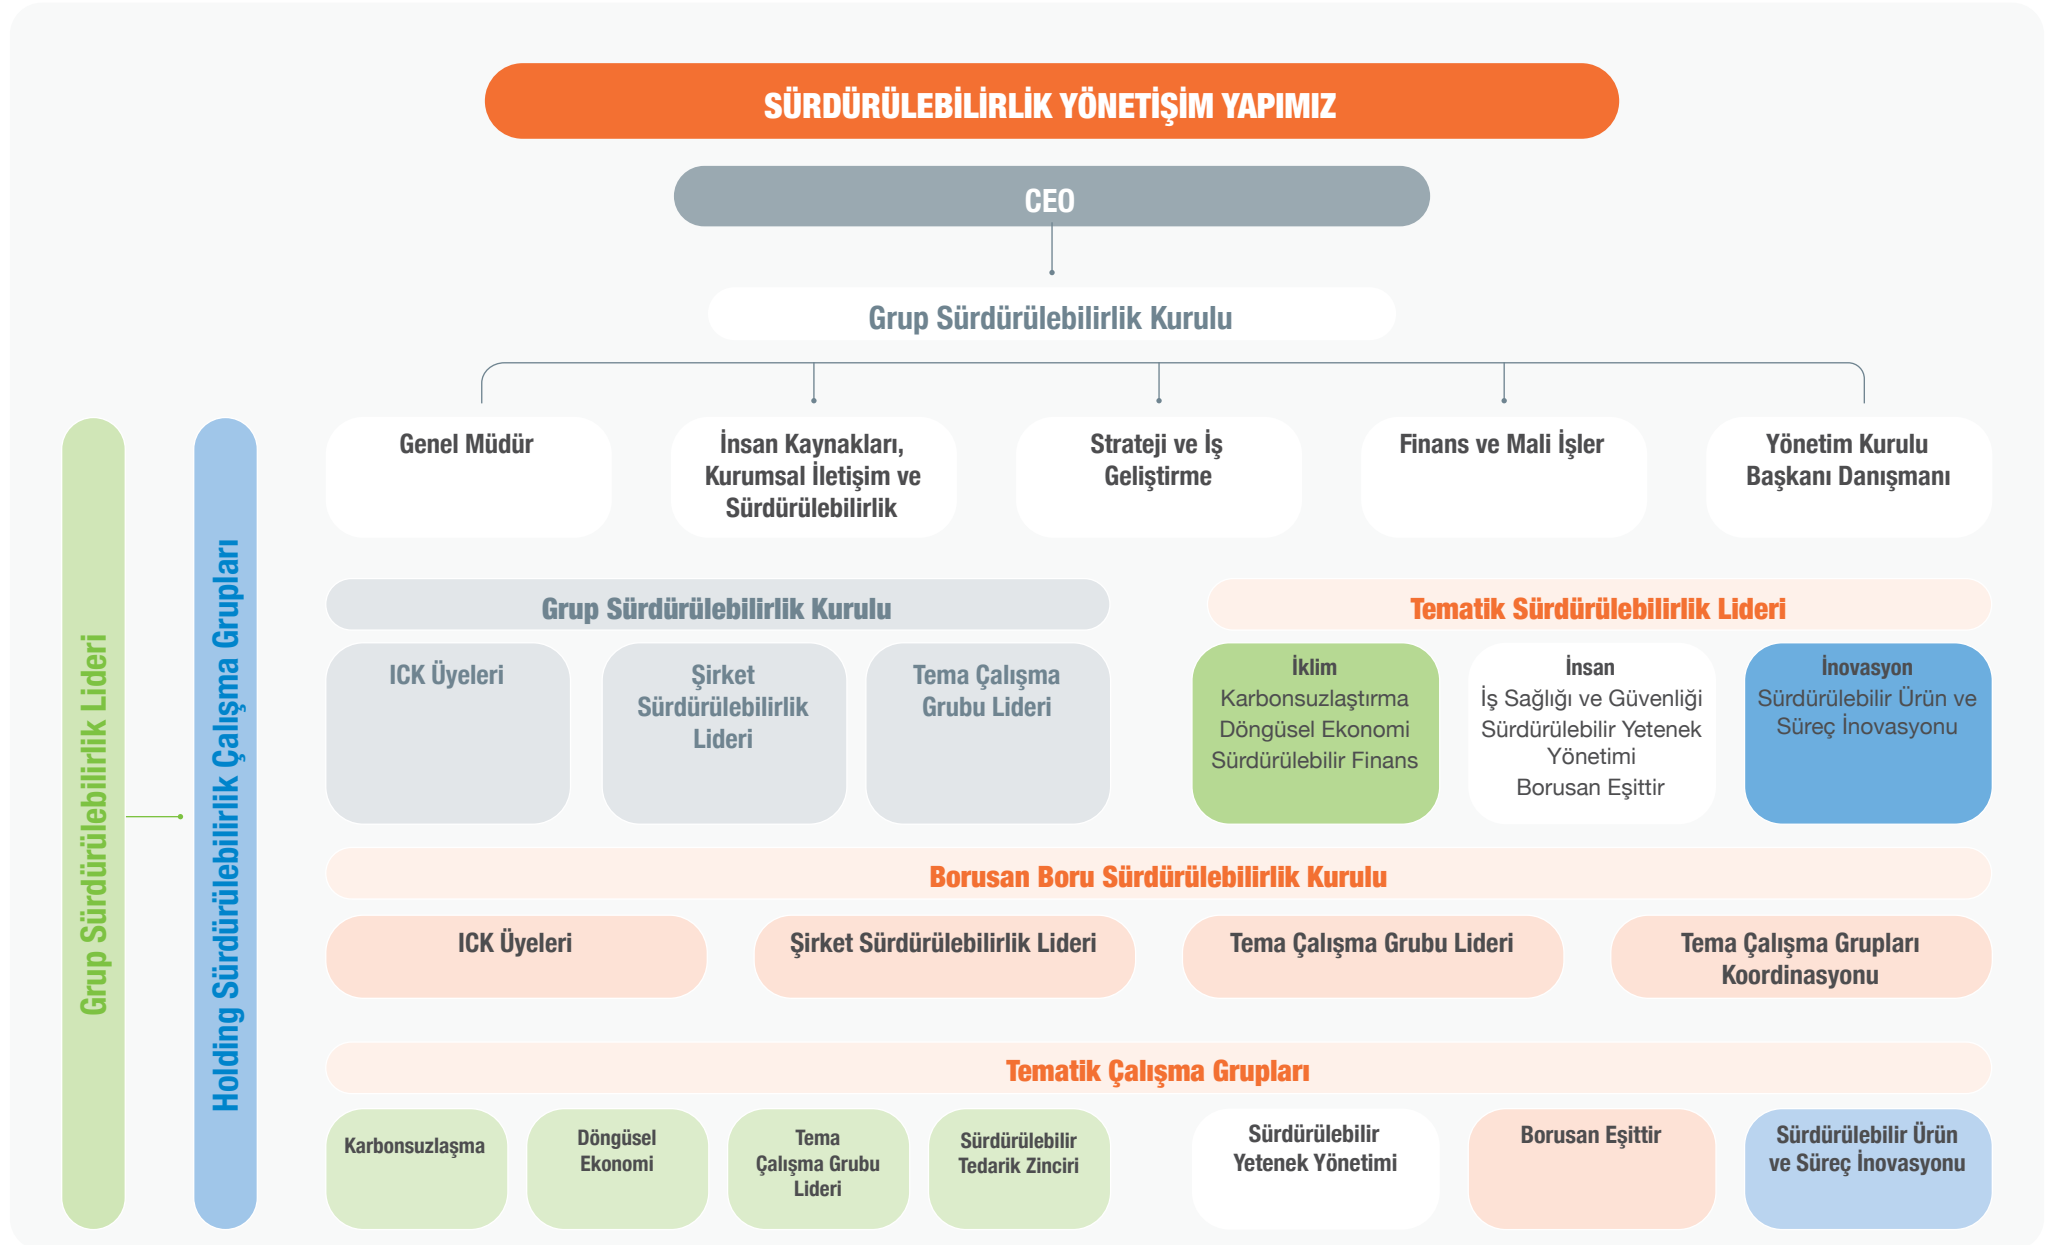 SÜRDÜRÜLEBİLİRLİK YÖNETİŞİM YAPIMIZ
CEO
Grup Sürdürülebilirlik Kurulu
Genel Müdür
İnsan Kaynakları,
Kurumsal İletişim ve
Sürdürülebilirlik
Strateji ve İş
Geliştirme
Finans ve Mali İşler
Yönetim Kurulu
Başkanı Danışmanı
Grup Sürdürülebilirlik Lideri
Holding Sürdürülebilirlik Çalışma Grupları
Grup Sürdürülebilirlik Kurulu
ICK Üyeleri
Şirket
Sürdürülebilirlik
Lideri
Tema Çalışma
Grubu Lideri
Tematik Sürdürülebilirlik Lideri
İklim
Karbonsuzlaştırma
Döngüsel Ekonomi
Sürdürülebilir Finans
İnsan
İş Sağlığı ve Güvenliği
Sürdürülebilir Yetenek
Yönetimi
Borusan Eşittir
İnovasyon
Sürdürülebilir Ürün ve
Süreç İnovasyonu
Borusan Boru Sürdürülebilirlik Kurulu
ICK Üyeleri
Şirket Sürdürülebilirlik Lideri
Tema Çalışma Grubu Lideri
Tema Çalışma Grupları
Koordinasyonu
Tematik Çalışma Grupları
Karbonsuzlaşma
Döngüsel
Ekonomi
Tema
Çalışma Grubu
Lideri
Sürdürülebilir
Tedarik Zinciri
Sürdürülebilir
Yetenek Yönetimi
Borusan Eşittir
Sürdürülebilir Ürün
ve Süreç İnovasyonu